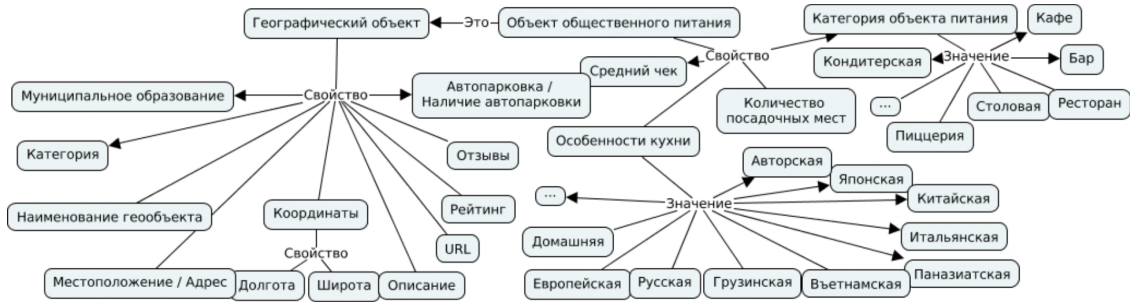 Географический объект
Это
Объект общественного питания
Категория объекта питания
Кафе
Свойство
Средний чек
Кондитерская
Значение
Бар
Муниципальное образование
Свойство
Автопарковка /
Наличие автопарковки
Количество
посадочных мест
...
Столовая
Ресторан
Пиццерия
Категория
Отзывы
Особенности кухни
Авторская
Японская
Китайская
...
Значение
Наименование геообъекта
Координаты
Рейтинг
Домашняя
Итальянская
URL
Свойство
Местоположение / Адрес
Долгота
Широта
Описание
Европейская
Русская
Грузинская
Вьетнамская
Паназиатская